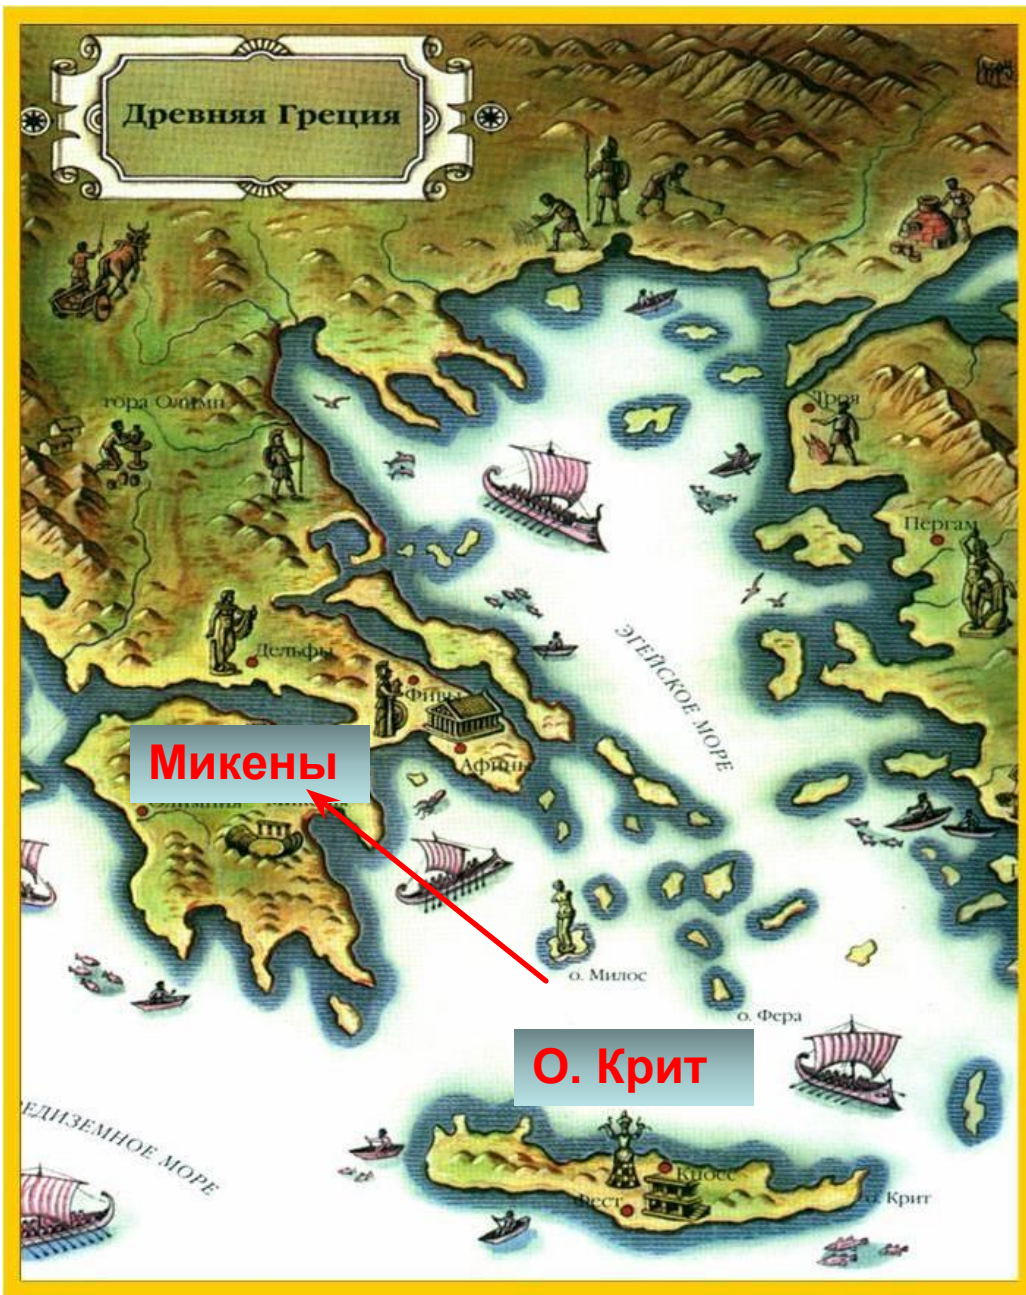 Древняя Греция
гора Олимп
Троя
Пергам
ЭГЕЙСКОЕ МОРЕ
Дельфы
Фивы
Микены
Афины
Олимпия
о. Милос
о. Фера
О. Крит
ЕДИЗЕМНОЕ МОРЕ
Кносс
Фест
о. Крит